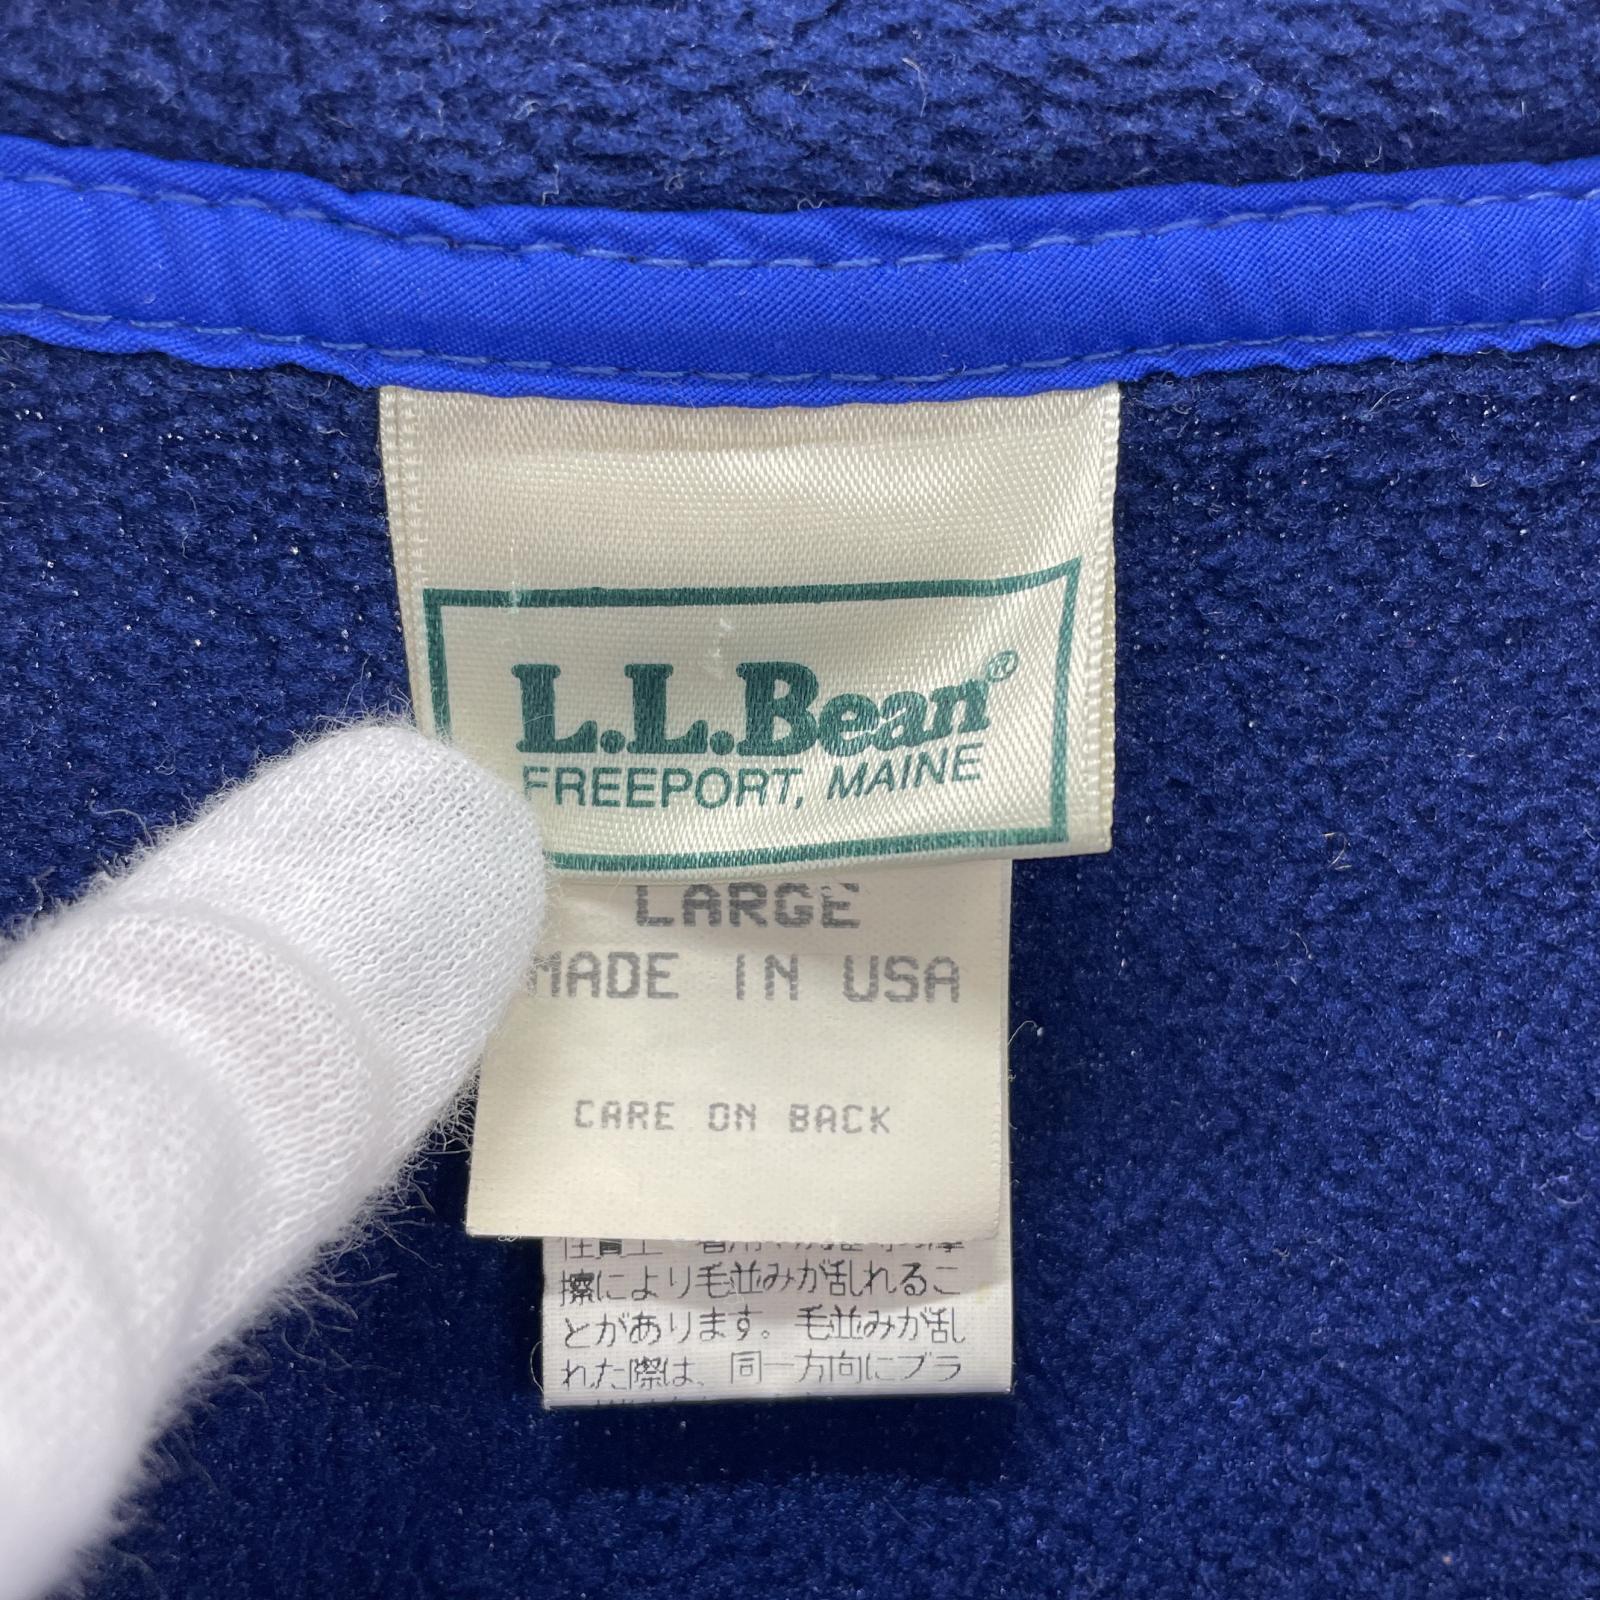 L.L.Bean®
FREEPORT, MAINE
LARGE
MADE IN USA
CARE ON BACK
擦により毛並みが乱れるこ
とがあります。毛並みが乱
れた際は、同一方向にブラ